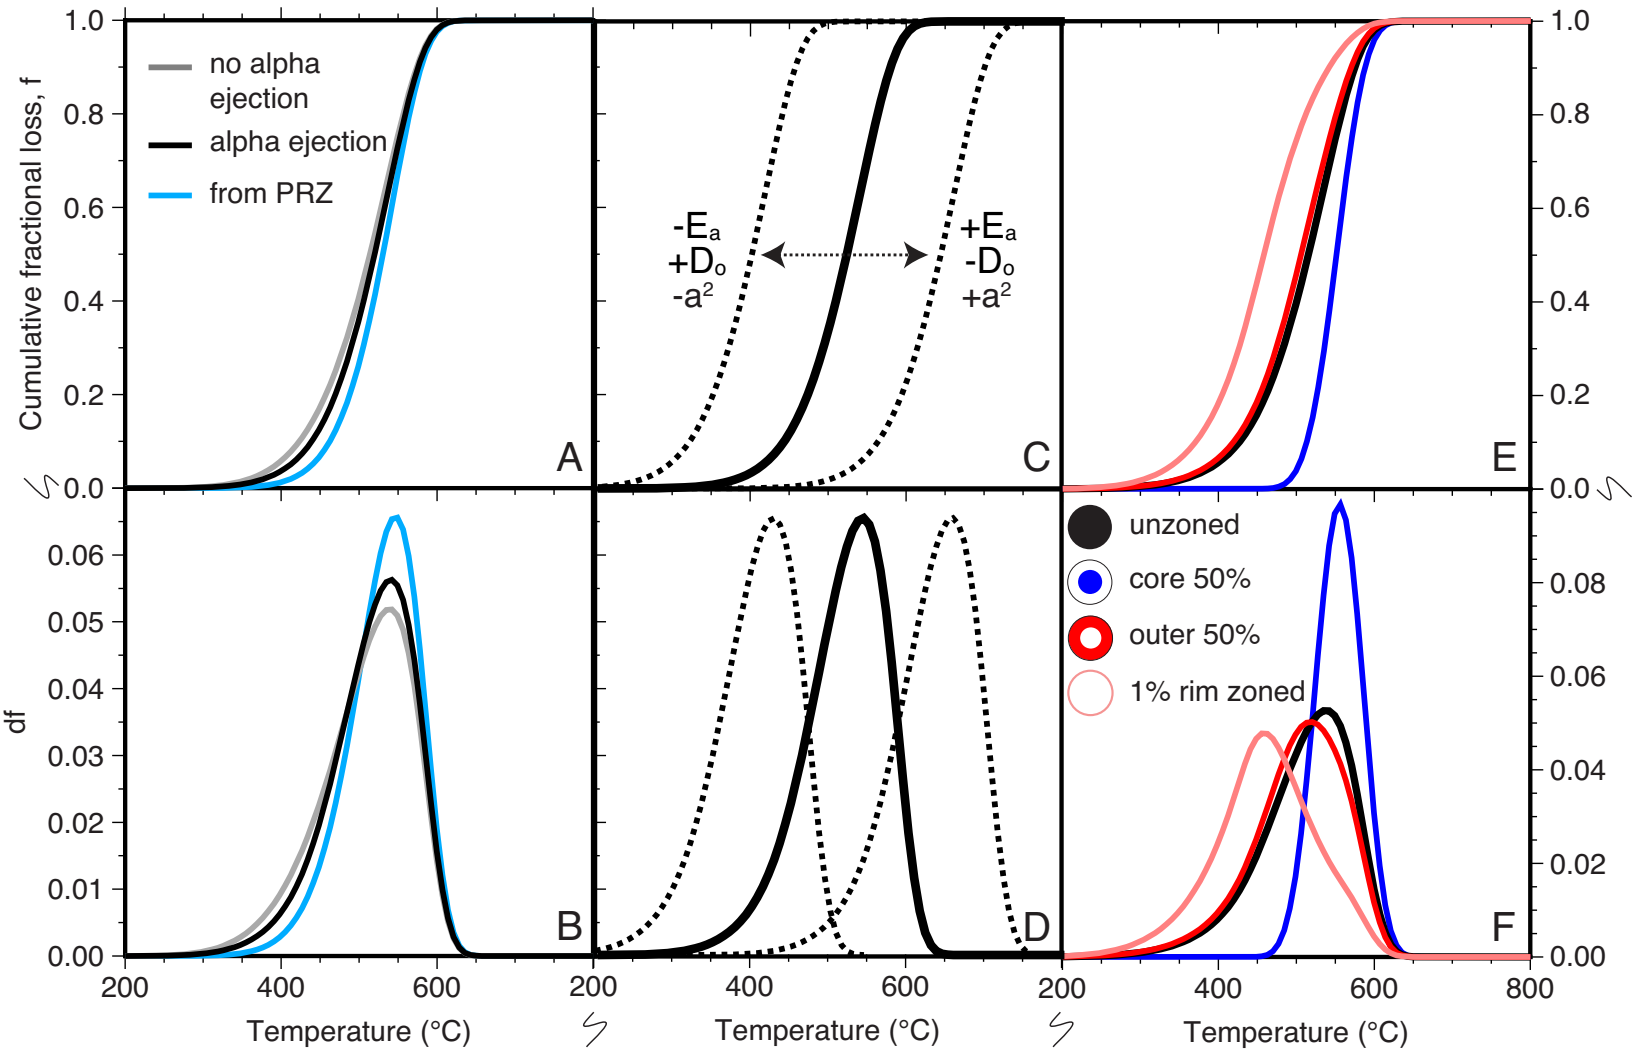 Cumulative fractional loss, f
1.0
0.8
0.6
0.4
0.2
0.0
no alpha
ejection
alpha ejection
from PRZ
A
-Eₐ
+Dₒ
-a²
+Eₐ
-Dₒ
+a²
C
E
1.0
0.8
0.6
0.4
0.2
0.0
df
0.06
0.05
0.04
0.03
0.02
0.01
0.00
B
D
unzoned
core 50%
outer 50%
1% rim zoned
F
0.08
0.06
0.04
0.02
0.00
200 400 600 200 400 600 200 400 600 800
Temperature (°C) Temperature (°C) Temperature (°C)